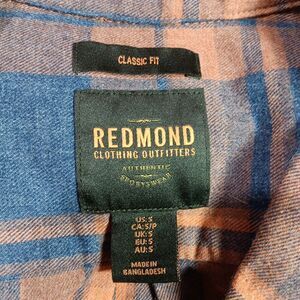 CLASSIC FIT
REDMOND
CLOTHING OUTFITTERS
AUTHENTIC
SPORTSWEAR
US: S
CA: S/P
UK: S
EU: S
AU: S
MADE IN
BANGLADESH